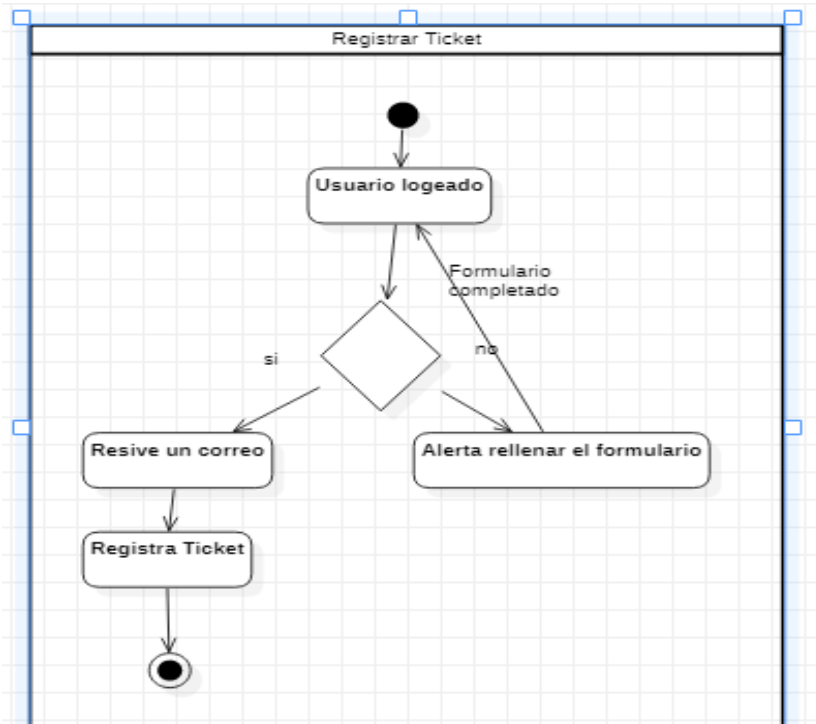 Registrar Ticket
Usuario logeado
Formulario
completado
no
si
Resive un correo
Alerta rellenar el formulario
Registra Ticket